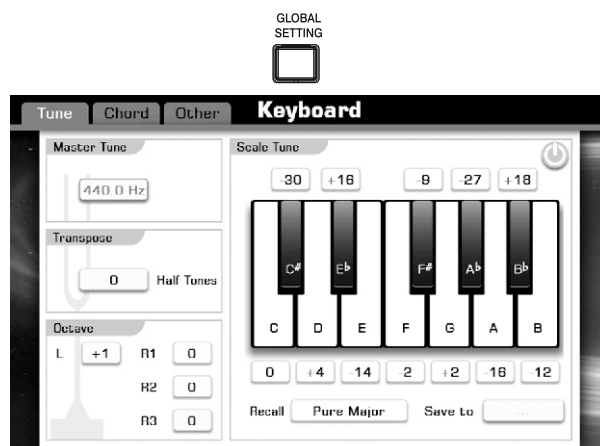 GLOBAL
SETTING
Tune Chord Other Keyboard
Master Tune
440.0 Hz
Transpose
0 Half Tones
Octave
L +1 R1 0
R2 0
R3 0
Scale Tune
-30 +16 -9 -27 +18
C# E♭ F# A♭ B♭
C D E F G A B
0 +4 -14 -2 +2 -16 -12
Recall Pure Major Save to ...